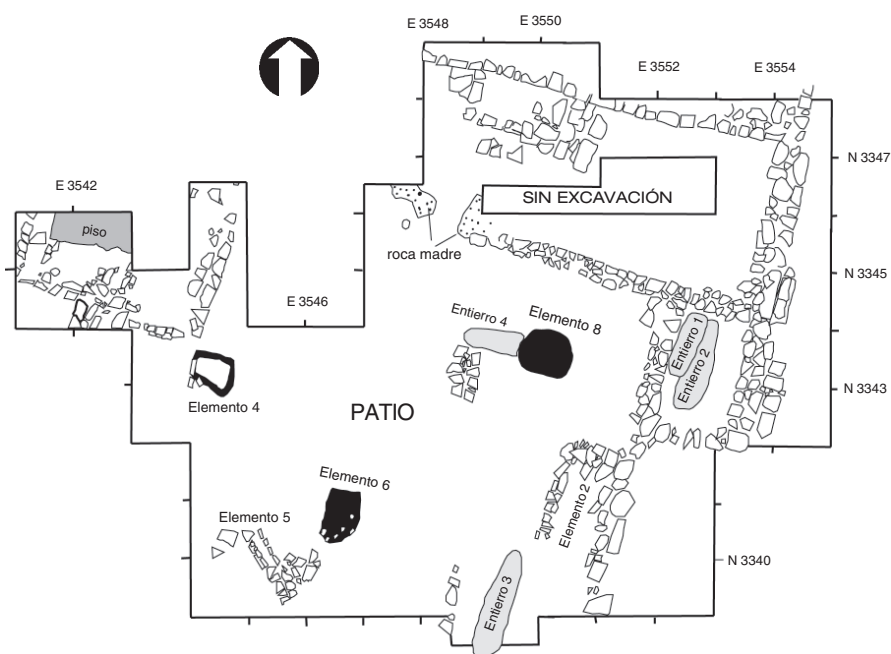 E 3548
E 3550
E 3552
E 3554
N 3347
E 3542
SIN EXCAVACIÓN
piso
roca madre
N 3345
E 3546
Entierro 4
Elemento 8
Entierro 1
Entierro 2
N 3343
Elemento 4
PATIO
Elemento 6
Elemento 2
Elemento 5
N 3340
Entierro 3